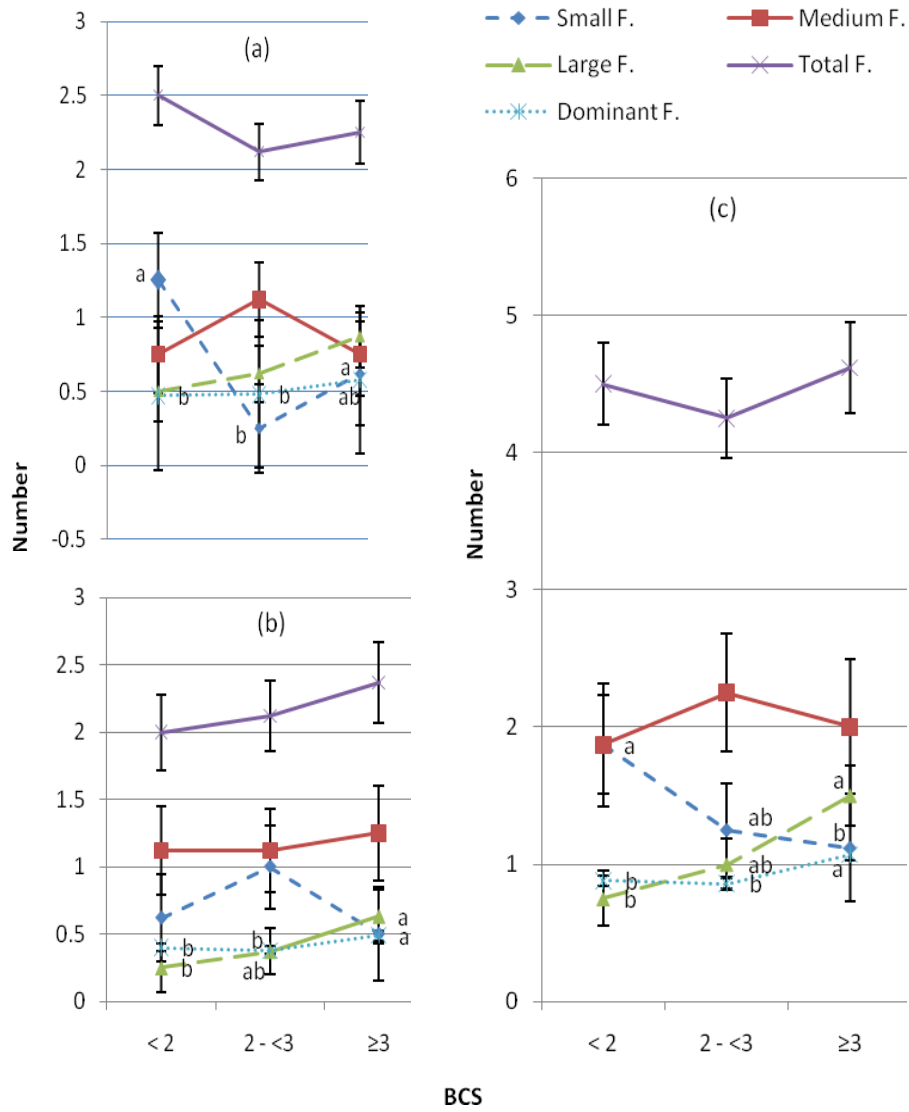 Small F.
Medium F.
Large F.
Total F.
Dominant F.
(a)
3
2.5
2
1.5
1
0.5
0
-0.5
Number
a
b
b
b
a
ab
(b)
3
2.5
2
1.5
1
0.5
0
b
b
b
ab
a
a
< 2
2 - <3
≥3
(c)
6
5
4
3
2
1
0
Number
a
ab
b
b
b
ab
b
a
a
< 2
2 - <3
≥3
BCS